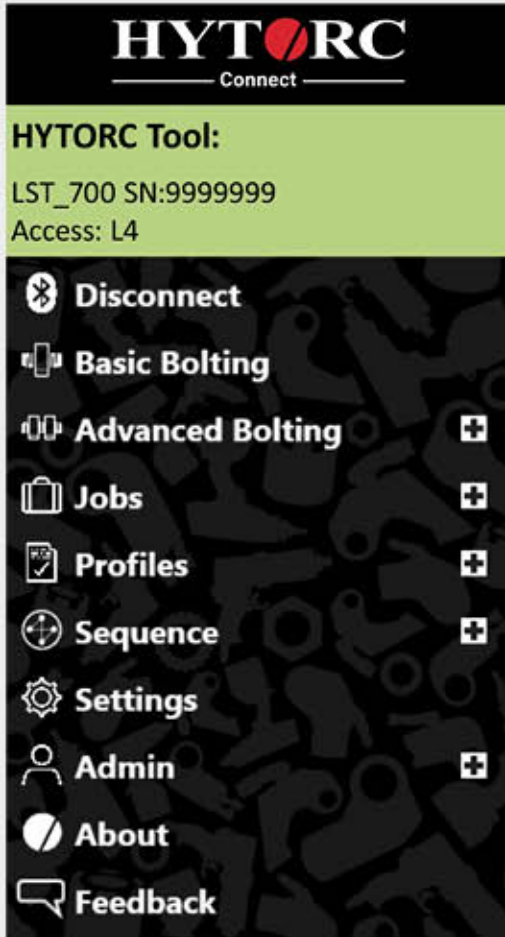 HYTORC
Connect
HYTORC Tool:
LST_700 SN:9999999
Access: L4
Disconnect
Basic Bolting
Advanced Bolting
Jobs
Profiles
Sequence
Settings
Admin
About
Feedback